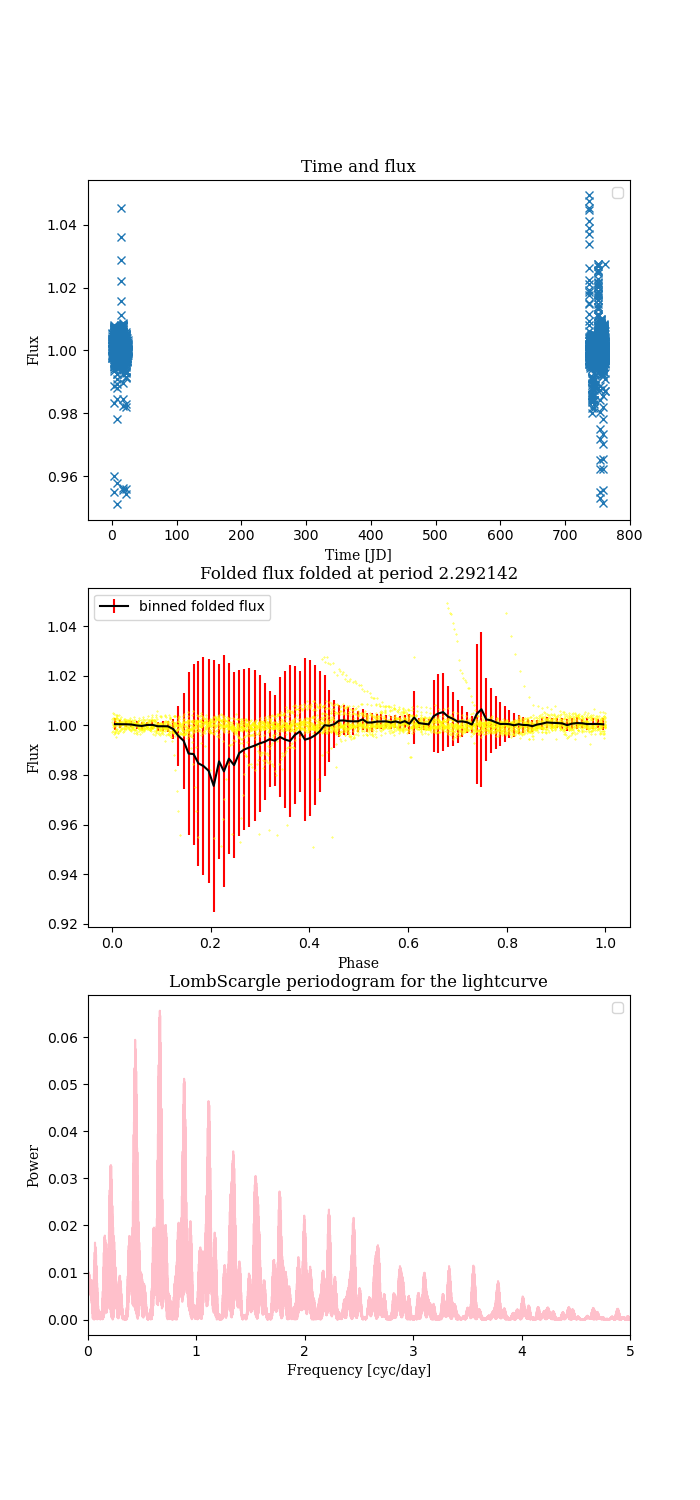 Time and flux
1.04
1.02
1.00
0.98
0.96
Flux
0 100 200 300 400 500 600 700 800
Time [JD]
Folded flux folded at period 2.292142
binned folded flux
1.04
1.02
1.00
0.98
0.96
0.94
0.92
Flux
0.0 0.2 0.4 0.6 0.8 1.0
Phase
LombScargle periodogram for the lightcurve
0.06
0.05
0.04
0.03
0.02
0.01
0.00
Power
0 1 2 3 4 5
Frequency [cyc/day]